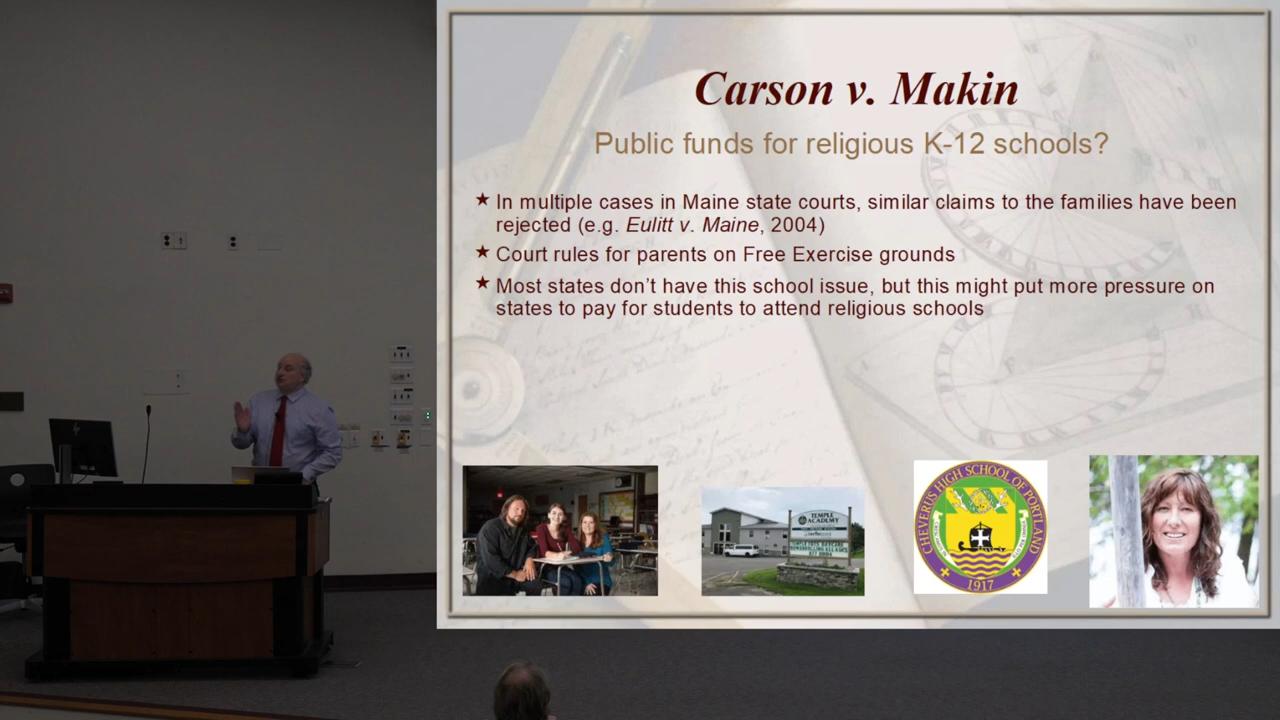 Carson v. Makin
Public funds for religious K-12 schools?
★ In multiple cases in Maine state courts, similar claims to the families have been
rejected (e.g. Eulitt v. Maine, 2004)
★ Court rules for parents on Free Exercise grounds
★ Most states don't have this school issue, but this might put more pressure on
states to pay for students to attend religious schools
TEMPLE
ACADEMY
CHEVERUS HIGH SCHOOL OF PORTLAND
1917